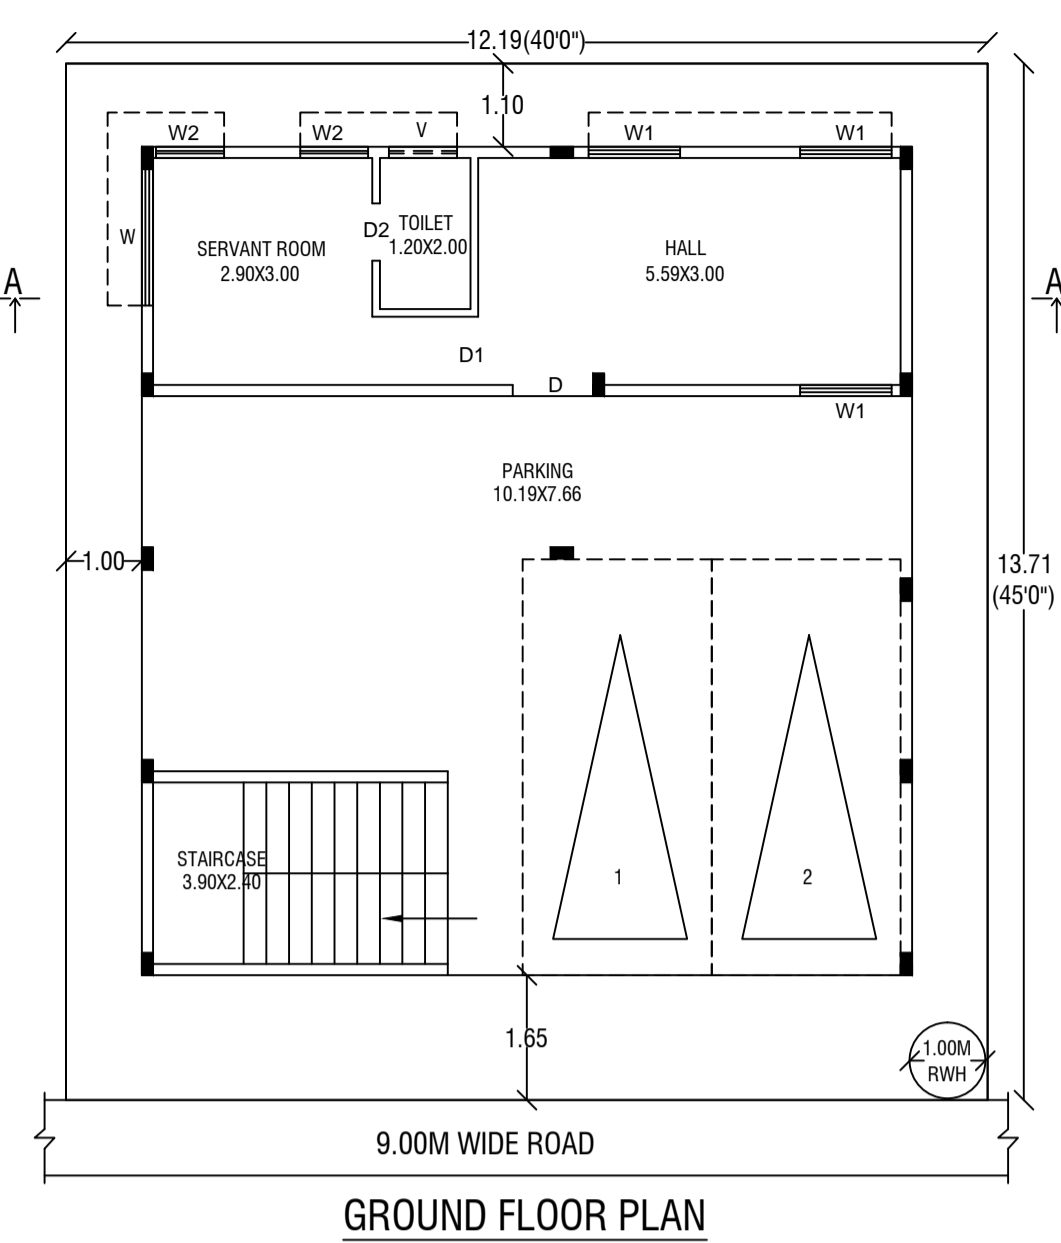 12.19(40'0")
1.10
W2
W2
V
W1
W1
W
D2
TOILET
1.20X2.00
SERVANT ROOM
2.90X3.00
HALL
5.59X3.00
A
A
D1
D
W1
PARKING
10.19X7.66
1.00
13.71
(45'0")
STAIRCASE
3.90X2.40
1
2
1.65
1.00M
RWH
9.00M WIDE ROAD
GROUND FLOOR PLAN